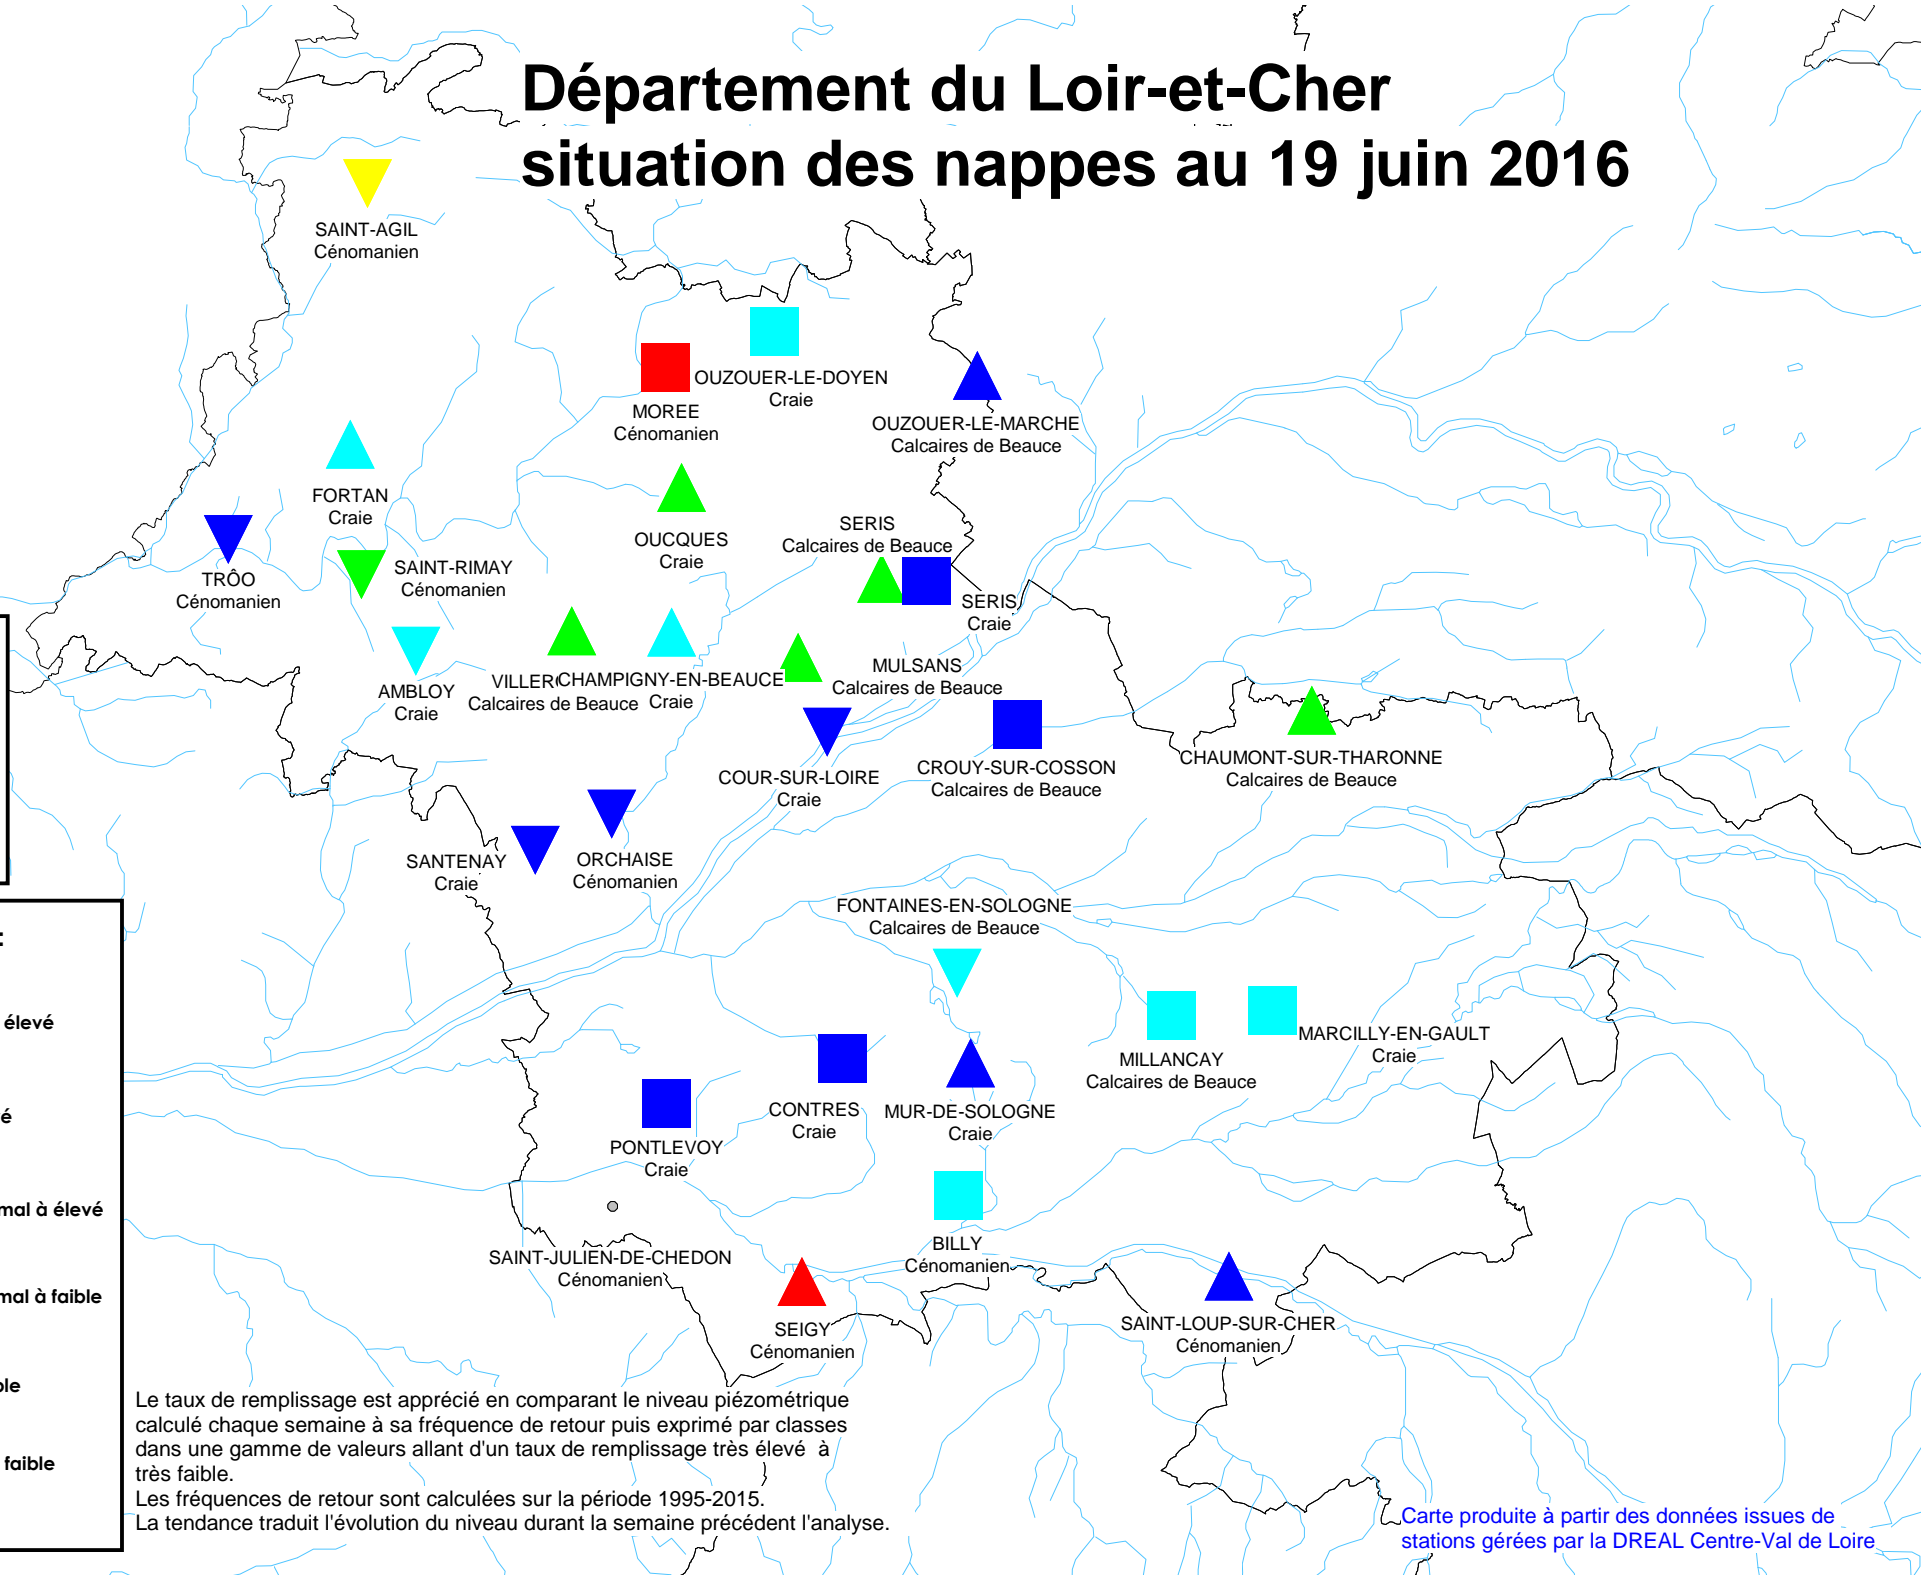 Département du Loir-et-Cher
situation des nappes au 19 juin 2016
SAINT-AGIL
Cénomanien
OUZOUER-LE-DOYEN
Craie
MOREE
Cénomanien
OUZOUER-LE-MARCHE
Calcaires de Beauce
FORTAN
Craie
OUCQUES
Craie
SERIS
Calcaires de Beauce
SAINT-RIMAY
Cénomanien
TRÔO
Cénomanien
SERIS
Craie
MULSANS
Calcaires de Beauce
AMBLOY
Craie
Calcaires de Beauce
CHAMPIGNY-EN-BEAUCE
Craie
CHAUMONT-SUR-THARONNE
Calcaires de Beauce
COUR-SUR-LOIRE
Craie
CROUY-SUR-COSSON
Calcaires de Beauce
SANTENAY
Craie
ORCHAISE
Cénomanien
FONTAINES-EN-SOLOGNE
Calcaires de Beauce
MARCILLY-EN-GAULT
Craie
MILLANCAY
Calcaires de Beauce
CONTRES
Craie
MUR-DE-SOLOGNE
Craie
PONTLEVOY
Craie
BILLY
Cénomanien
SAINT-JULIEN-DE-CHEDON
Cénomanien
SEIGY
Cénomanien
SAINT-LOUP-SUR-CHER
Cénomanien
:
élevé
é
mal à élevé
mal à faible
ble
faible
Le taux de remplissage est apprécié en comparant le niveau piézométrique
calculé chaque semaine à sa fréquence de retour puis exprimé par classes
dans une gamme de valeurs allant d'un taux de remplissage très élevé à
très faible.
Les fréquences de retour sont calculées sur la période 1995-2015.
La tendance traduit l'évolution du niveau durant la semaine précédent l'analyse.
Carte produite à partir des données issues de
stations gérées par la DREAL Centre-Val de Loire